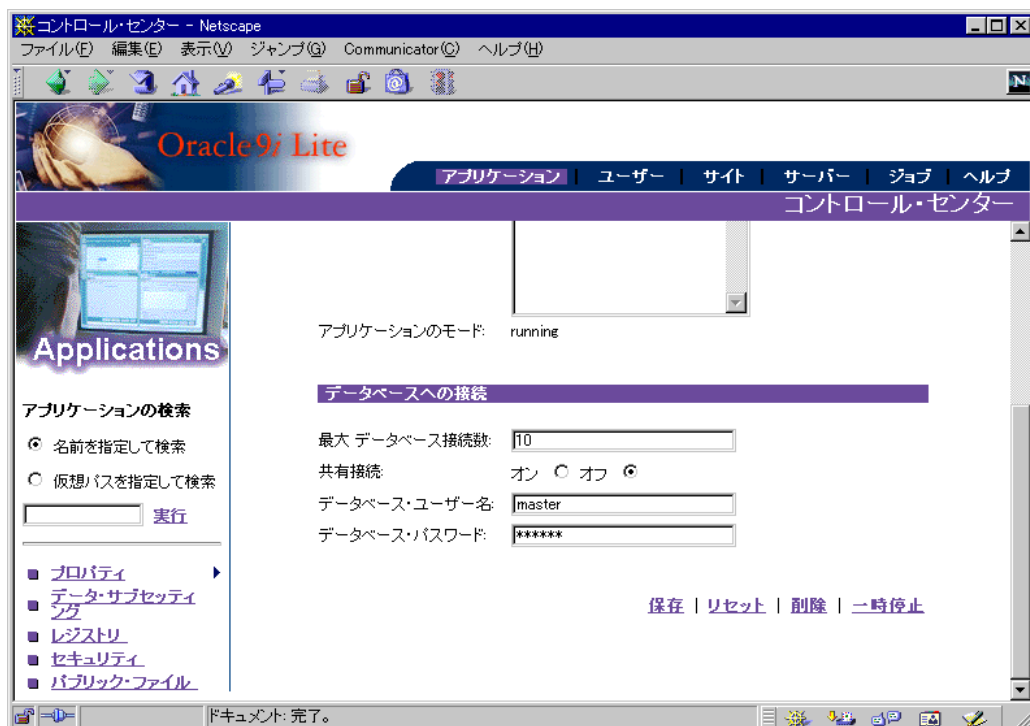 コントロール・センター - Netscape
ファイル(F) 編集(E) 表示(V) ジャンプ(G) Communicator(C) ヘルプ(H)
N
Oracle9i Lite
アプリケーション ユーザー サイト サーバー ジョブ ヘルプ
コントロール・センター
Applications
アプリケーションの検索
名前を指定して検索
仮想パスを指定して検索
実行
プロパティ
データ・サブセッティ
ング
レジストリ
セキュリティ
パブリック・ファイル
アプリケーションのモード: running
データベースへの接続
最大 データベース接続数: 10
共有接続: オン オフ
データベース・ユーザー名: master
データベース・パスワード: ******
保存 | リセット | 削除 | 一時停止
ドキュメント: 完了。